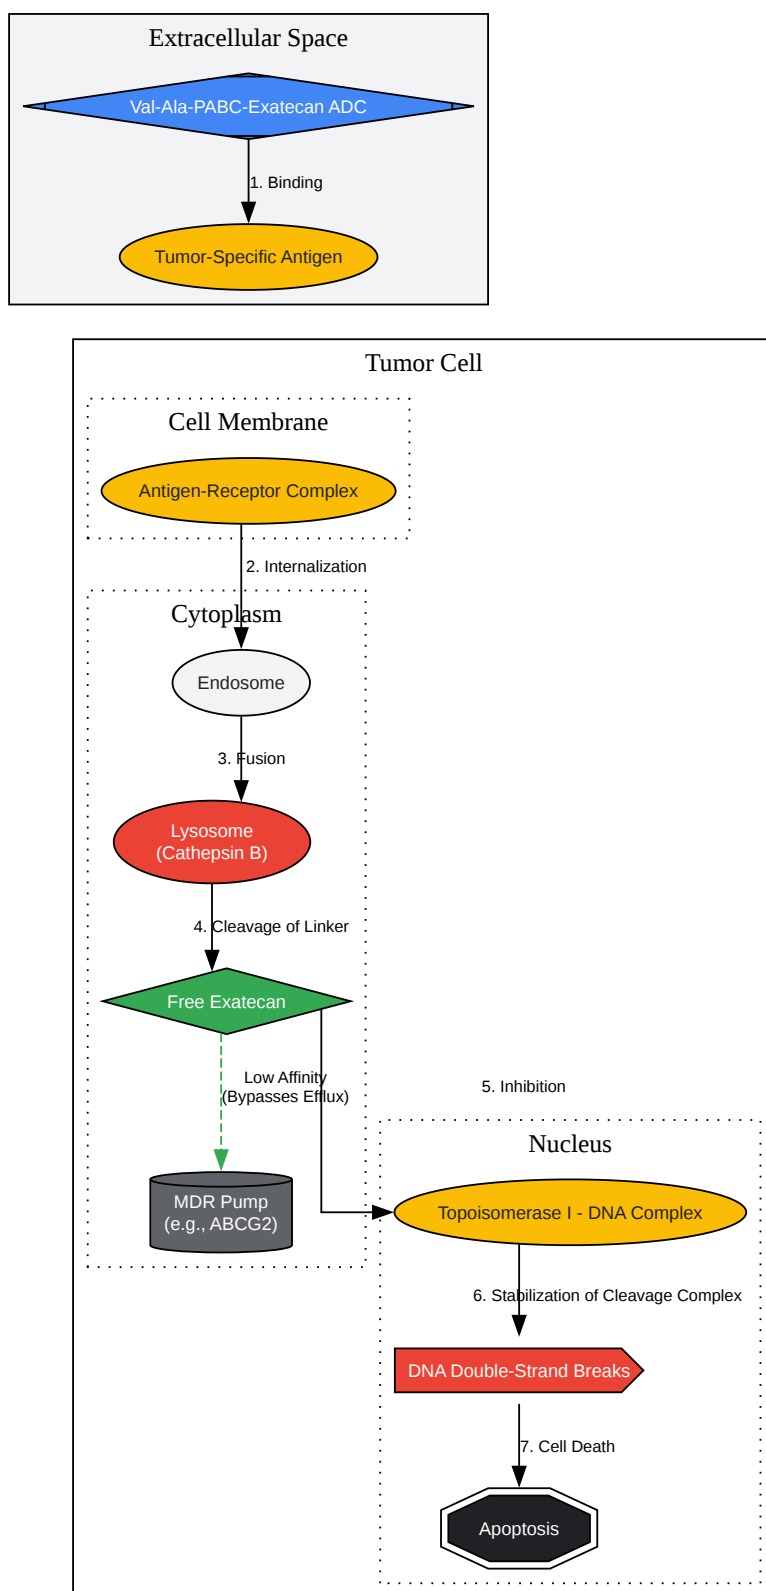 Extracellular Space
Val-Ala-PABC-Exatecan ADC
1. Binding
Tumor-Specific Antigen
Tumor Cell
Cell Membrane
Antigen-Receptor Complex
2. Internalization
Cytoplasm
Endosome
3. Fusion
Lysosome
(Cathepsin B)
4. Cleavage of Linker
Free Exatecan
Low Affinity
(Bypasses Efflux)
5. Inhibition
MDR Pump
(e.g., ABCG2)
Nucleus
Topoisomerase I - DNA Complex
6. Stabilization of Cleavage Complex
DNA Double-Strand Breaks
7. Cell Death
Apoptosis